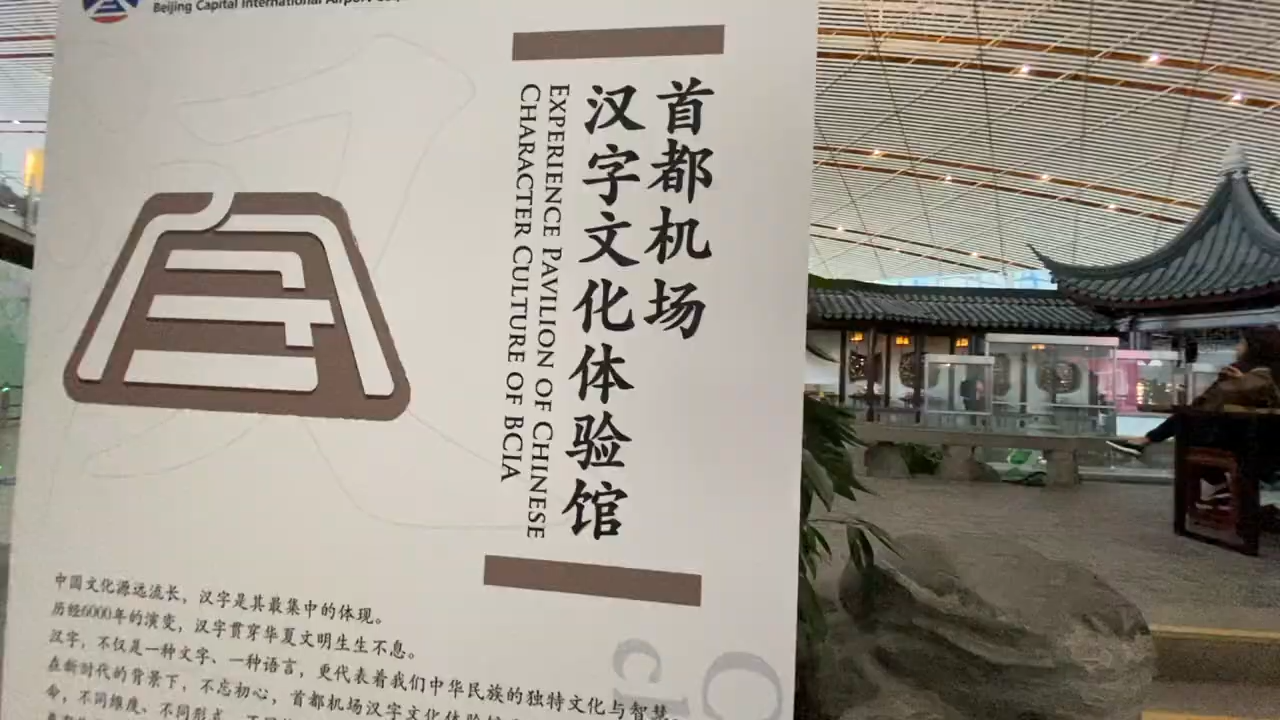 Beijing Capital International Airport
首都机场
汉字文化体验馆
EXPERIENCE PAVILION OF CHINESE
CHARACTER CULTURE OF BCIA
中国文化源远流长，汉字是其最集中的体现。
历经6000年的演变，汉字贯穿华夏文明生生不息。
汉字，不仅是一种文字、一种语言，更代表着我们中华民族的独特文化与智慧。
在新时代的背景下，不忘初心，首都机场汉字文化体验
命，不同维度、不同形式